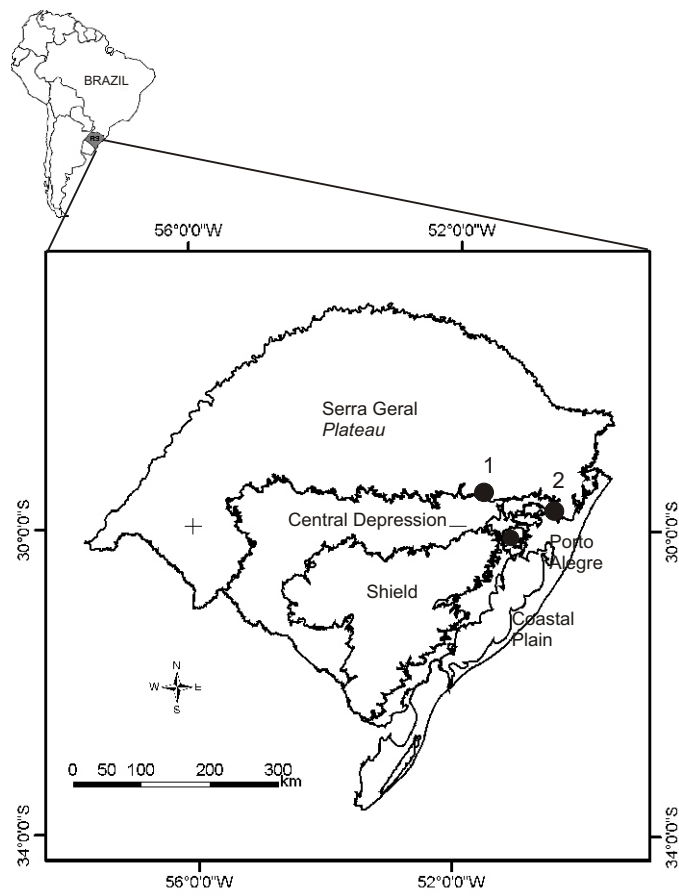 BRAZIL
RS
56°0'0"W 52°0'0"W
Serra Geral
Plateau
1
2
30°0'0"S
Central Depression
30°0'0"S
Porto
Alegre
Shield
Coastal
Plain
N
W E
S
0 50 100 200 300
km
34°0'0"S
34°0'0"S
56°0'0"W 52°0'0"W